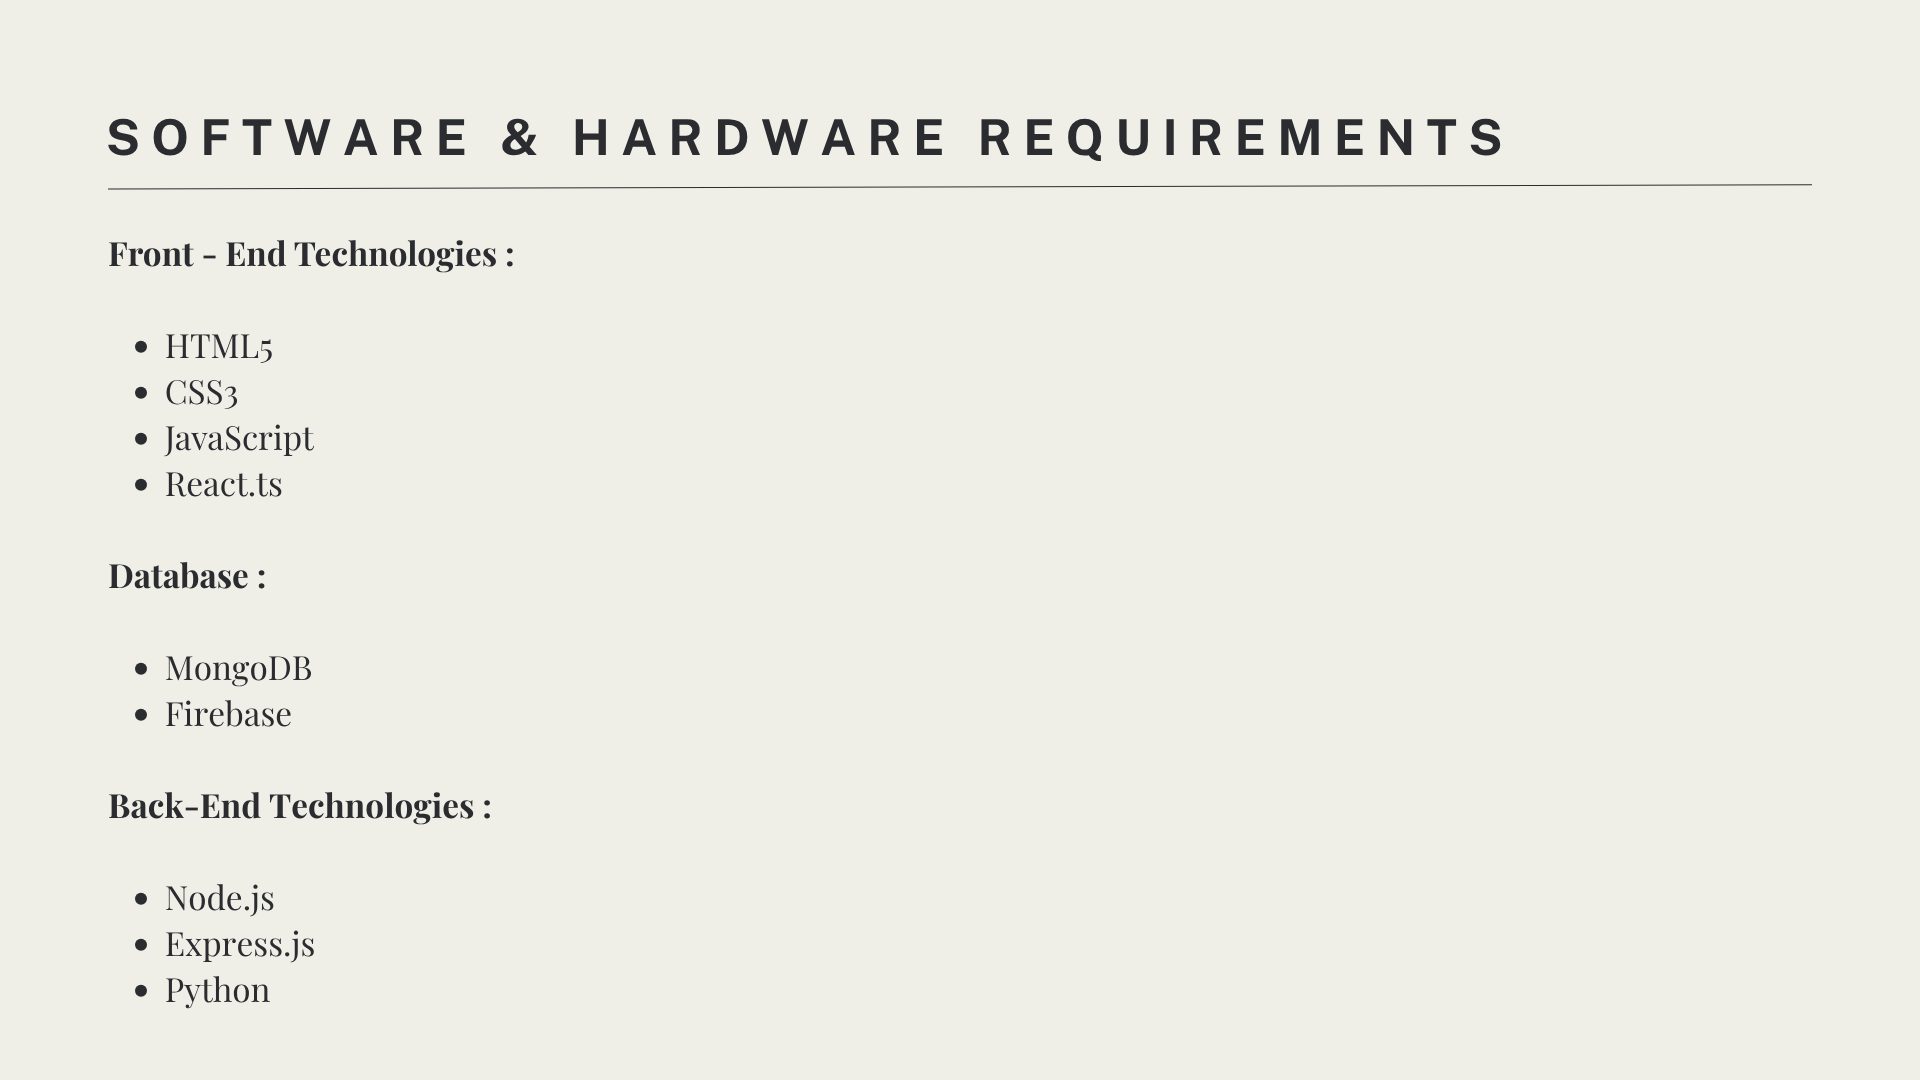 SOFTWARE & HARDWARE REQUIREMENTS
Front - End Technologies :
• HTML5
• CSS3
• JavaScript
• React.ts
Database :
• MongoDB
• Firebase
Back-End Technologies :
• Node.js
• Express.js
• Python